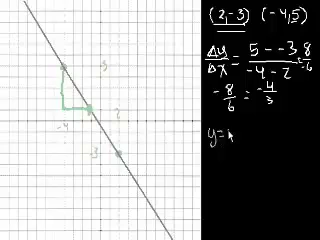 (2,-3) (-4,5)
Δy/Δx 5--3/-4-2 = 8/-6
-8/6 = -4/3
y=
5
-4 2
3